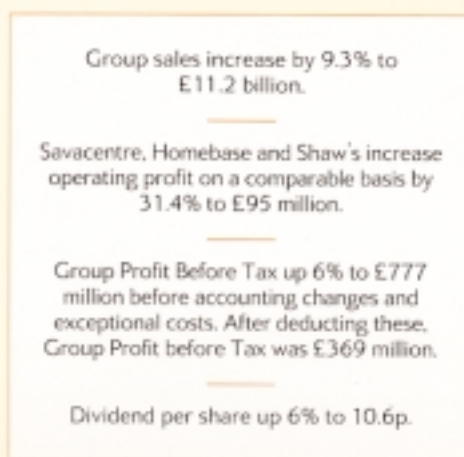 Group sales increase by 9.3% to
£11.2 billion.
Savacentre, Homebase and Shaw's increase
operating profit on a comparable basis by
31.4% to £95 million.
Group Profit Before Tax up 6% to £777
million before accounting changes and
exceptional costs. After deducting these,
Group Profit before Tax was £369 million.
Dividend per share up 6% to 10.6p.